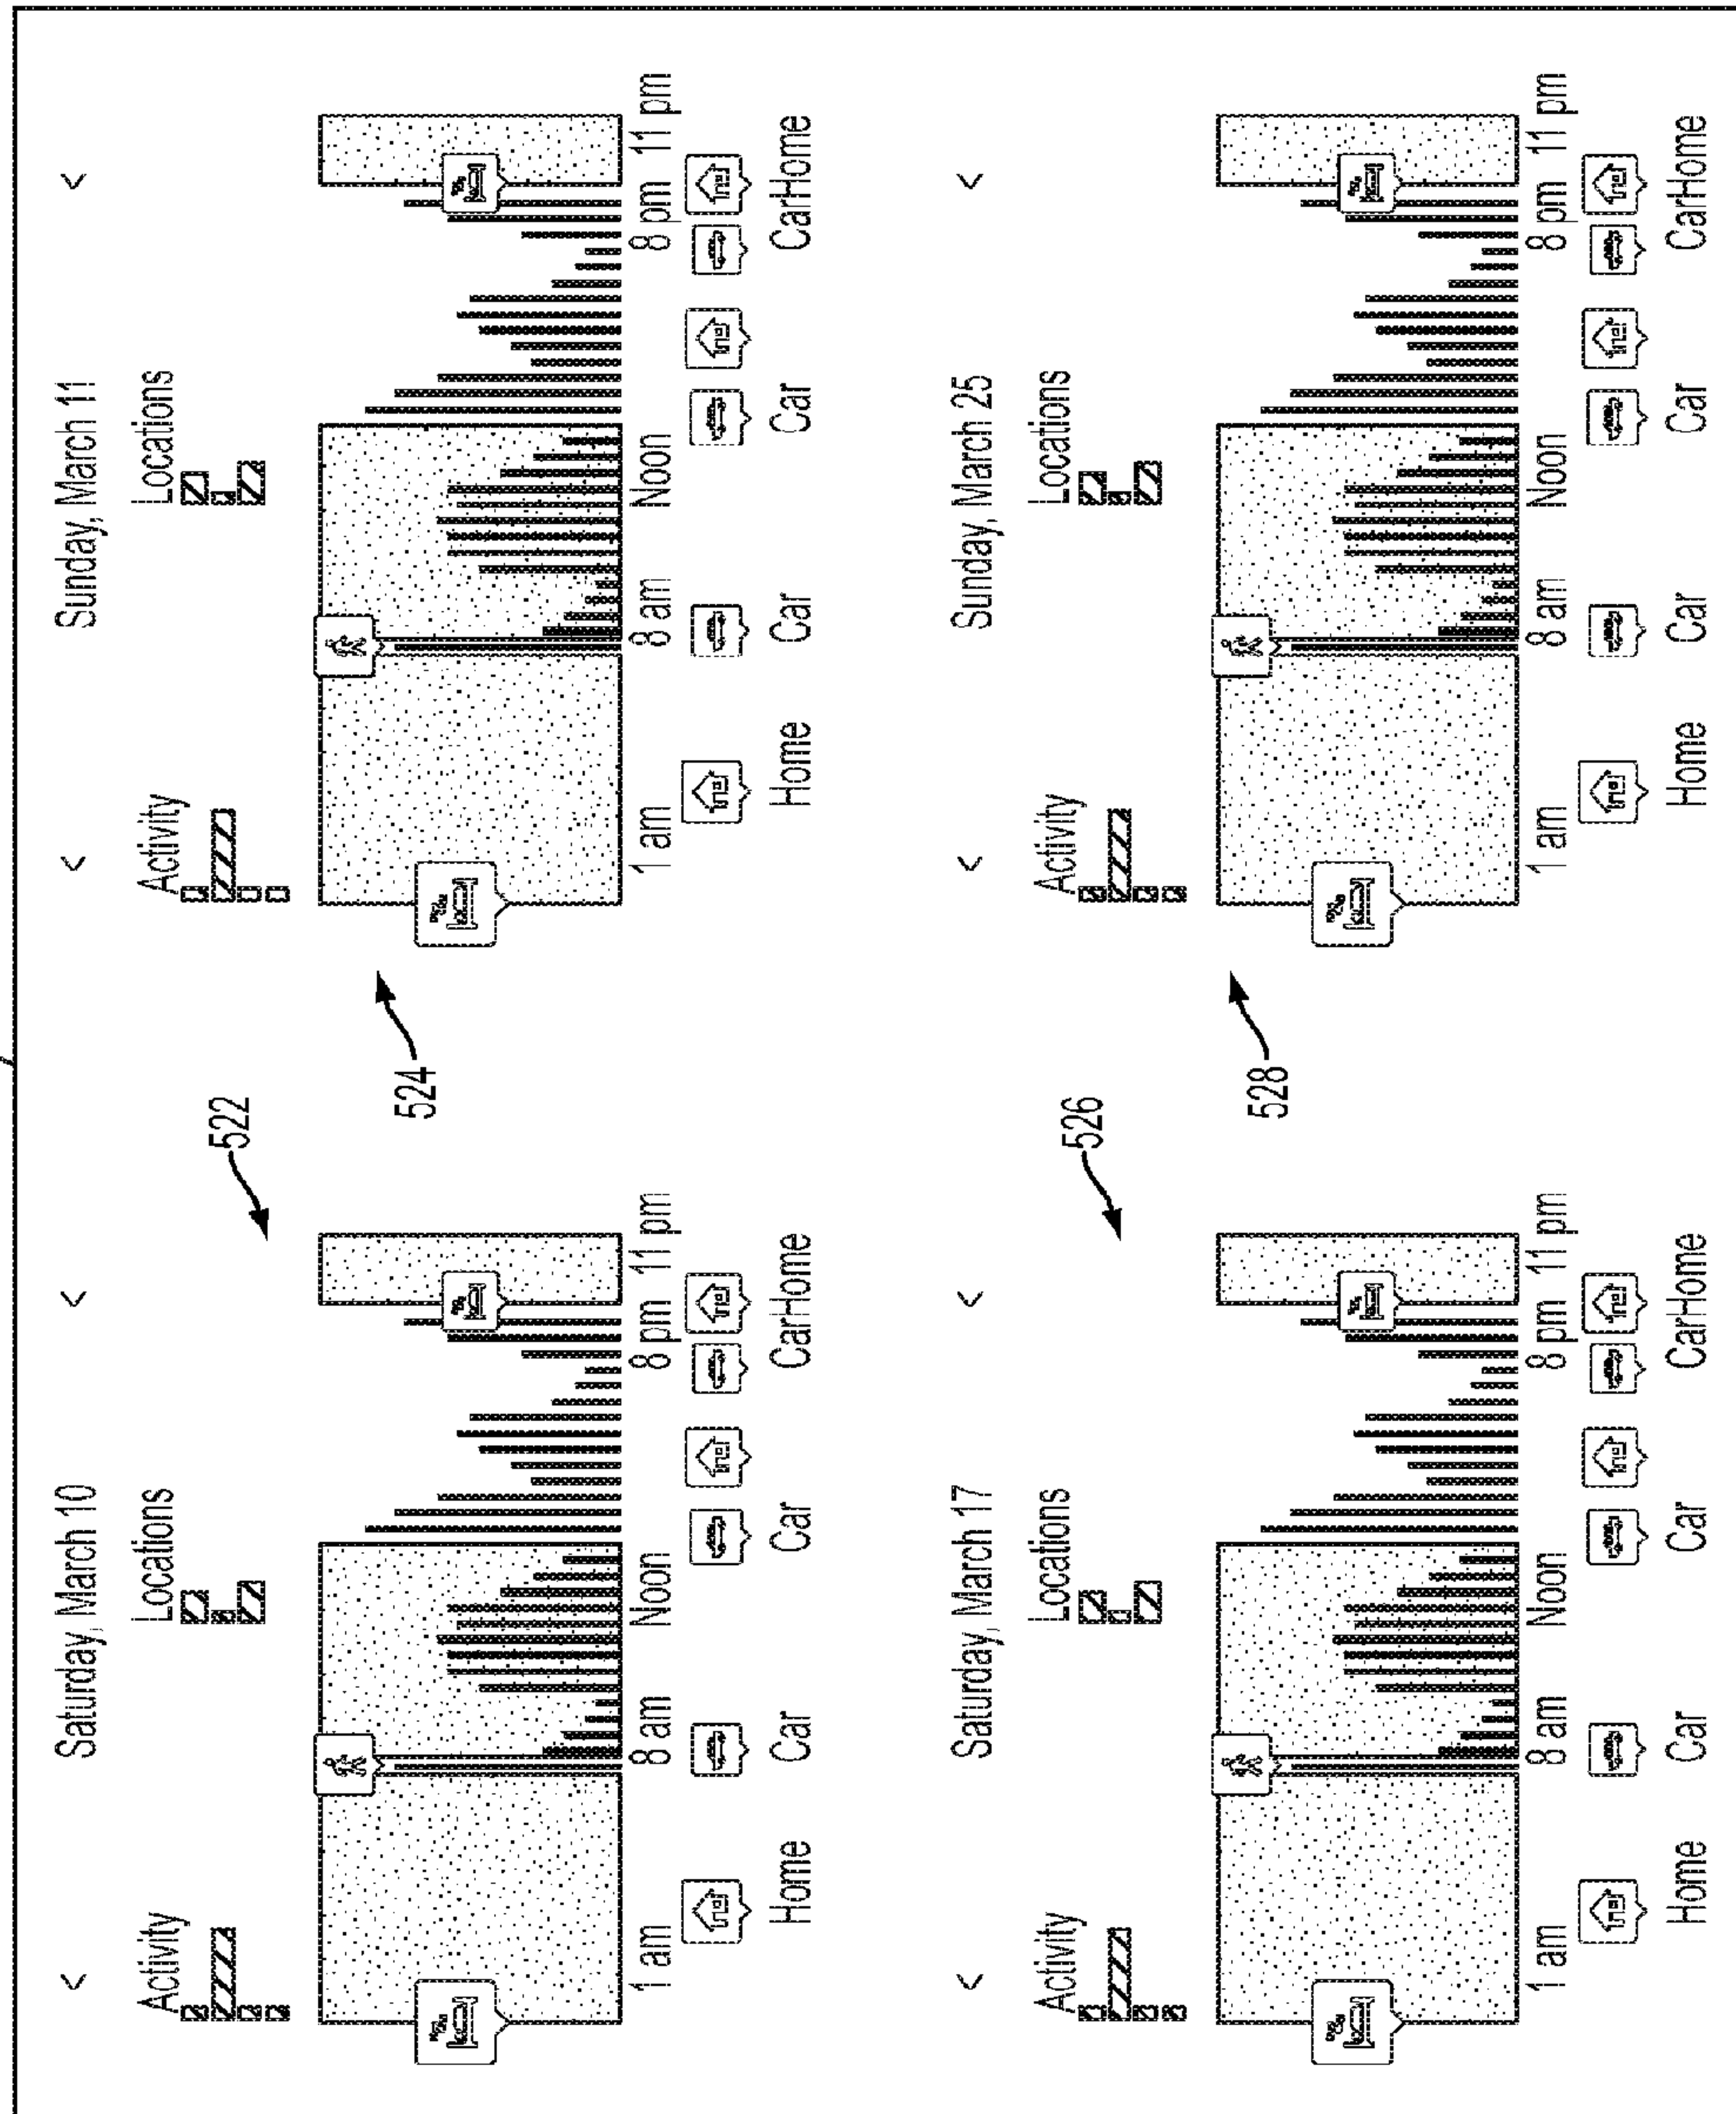 Saturday, March 10
< <
Activity Locations
1 am 8 am Noon 8 pm 11 pm
Home Car Car CarHome
522
Sunday, March 11
< <
Activity Locations
1 am 8 am Noon 8 pm 11 pm
Home Car Car CarHome
524
Saturday, March 17
< <
Activity Locations
1 am 8 am Noon 8 pm 11 pm
Home Car Car CarHome
526
Sunday, March 25
< <
Activity Locations
1 am 8 am Noon 8 pm 11 pm
Home Car Car CarHome
528